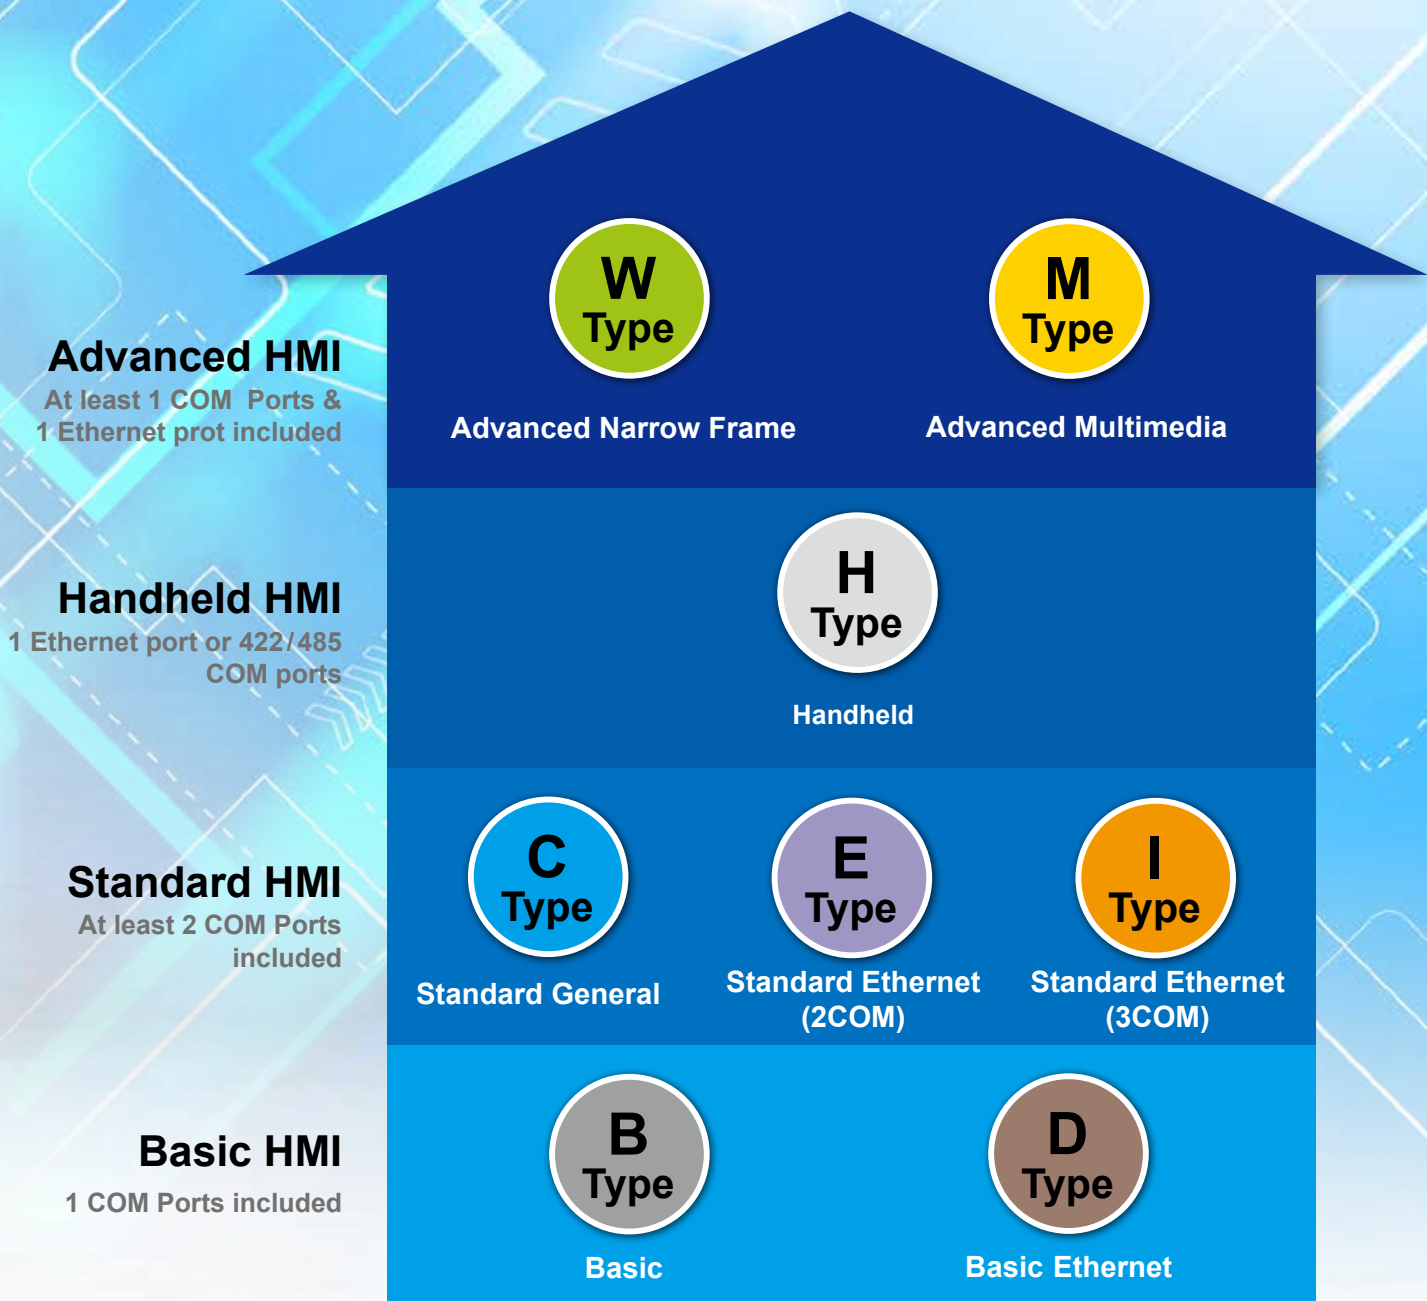 W
Type
M
Type
Advanced HMI
At least 1 COM  Ports &
1 Ethernet prot included
Advanced Narrow Frame
Advanced Multimedia
H
Type
Handheld HMI
1 Ethernet port or 422/485
COM ports
Handheld
C
Type
E
Type
I
Type
Standard HMI
At least 2 COM Ports
included
Standard General
Standard Ethernet
(2COM)
Standard Ethernet
(3COM)
B
Type
D
Type
Basic HMI
1 COM Ports included
Basic
Basic Ethernet